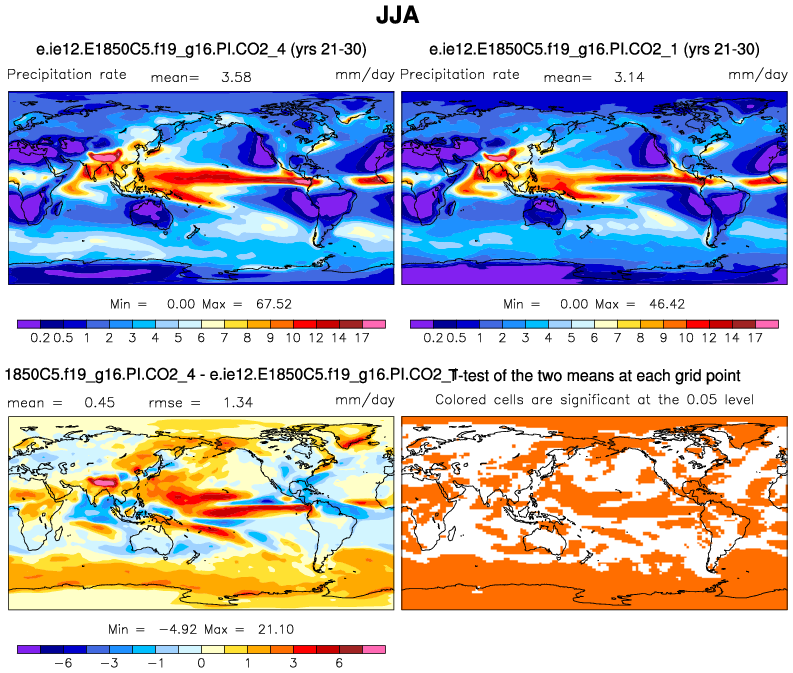 JJA
e.ie12.E1850C5.f19_g16.PI.CO2_4 (yrs 21-30)
Precipitation rate mean= 3.58 mm/day
Min = 0.00 Max = 67.52
0.2 0.5 1 2 3 4 5 6 7 8 9 10 12 14 17
e.ie12.E1850C5.f19_g16.PI.CO2_1 (yrs 21-30)
Precipitation rate mean= 3.14 mm/day
Min = 0.00 Max = 46.42
0.2 0.5 1 2 3 4 5 6 7 8 9 10 12 14 17
1850C5.f19_g16.PI.CO2_4 - e.ie12.E1850C5.f19_g16.PI.CO2_
mean = 0.45 rmse = 1.34 mm/day
Min = -4.92 Max = 21.10
-6 -3 -1 0 1 3 6
T-test of the two means at each grid point
Colored cells are significant at the 0.05 level